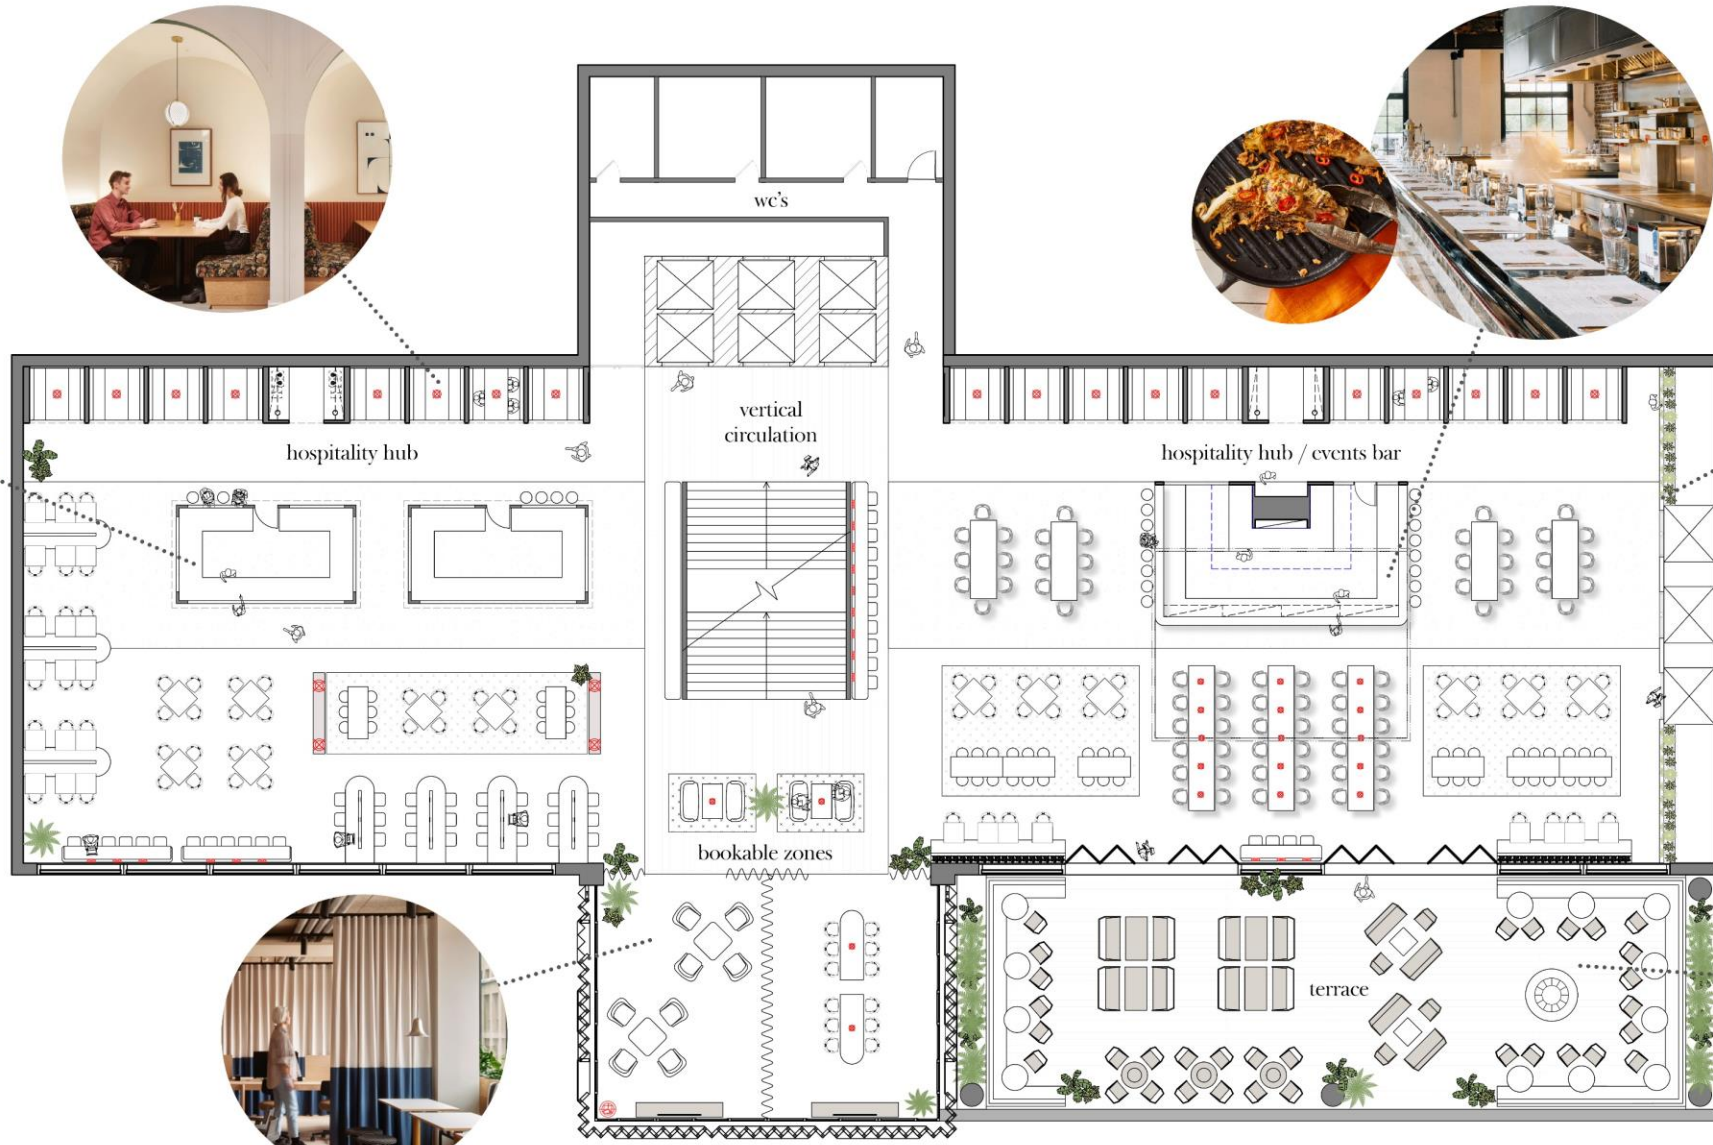 wc's
vertical
circulation
hospitality hub
hospitality hub / events bar
bookable zones
terrace